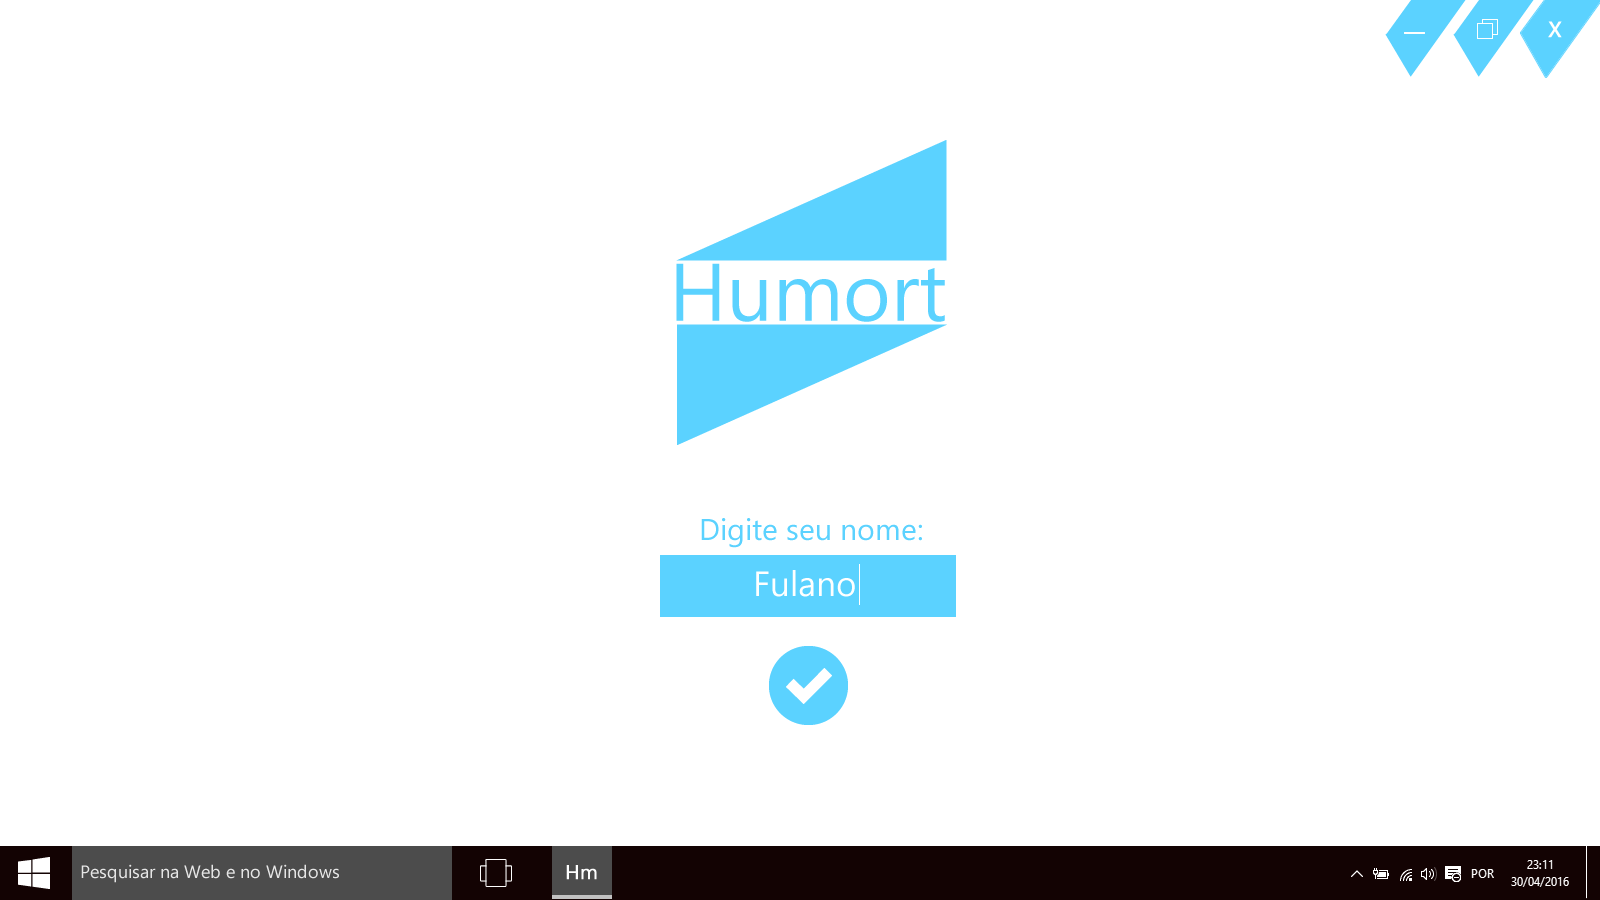 X
Humort
Digite seu nome:
Fulano
Pesquisar na Web e no Windows
Hm
POR
23:11
30/04/2016